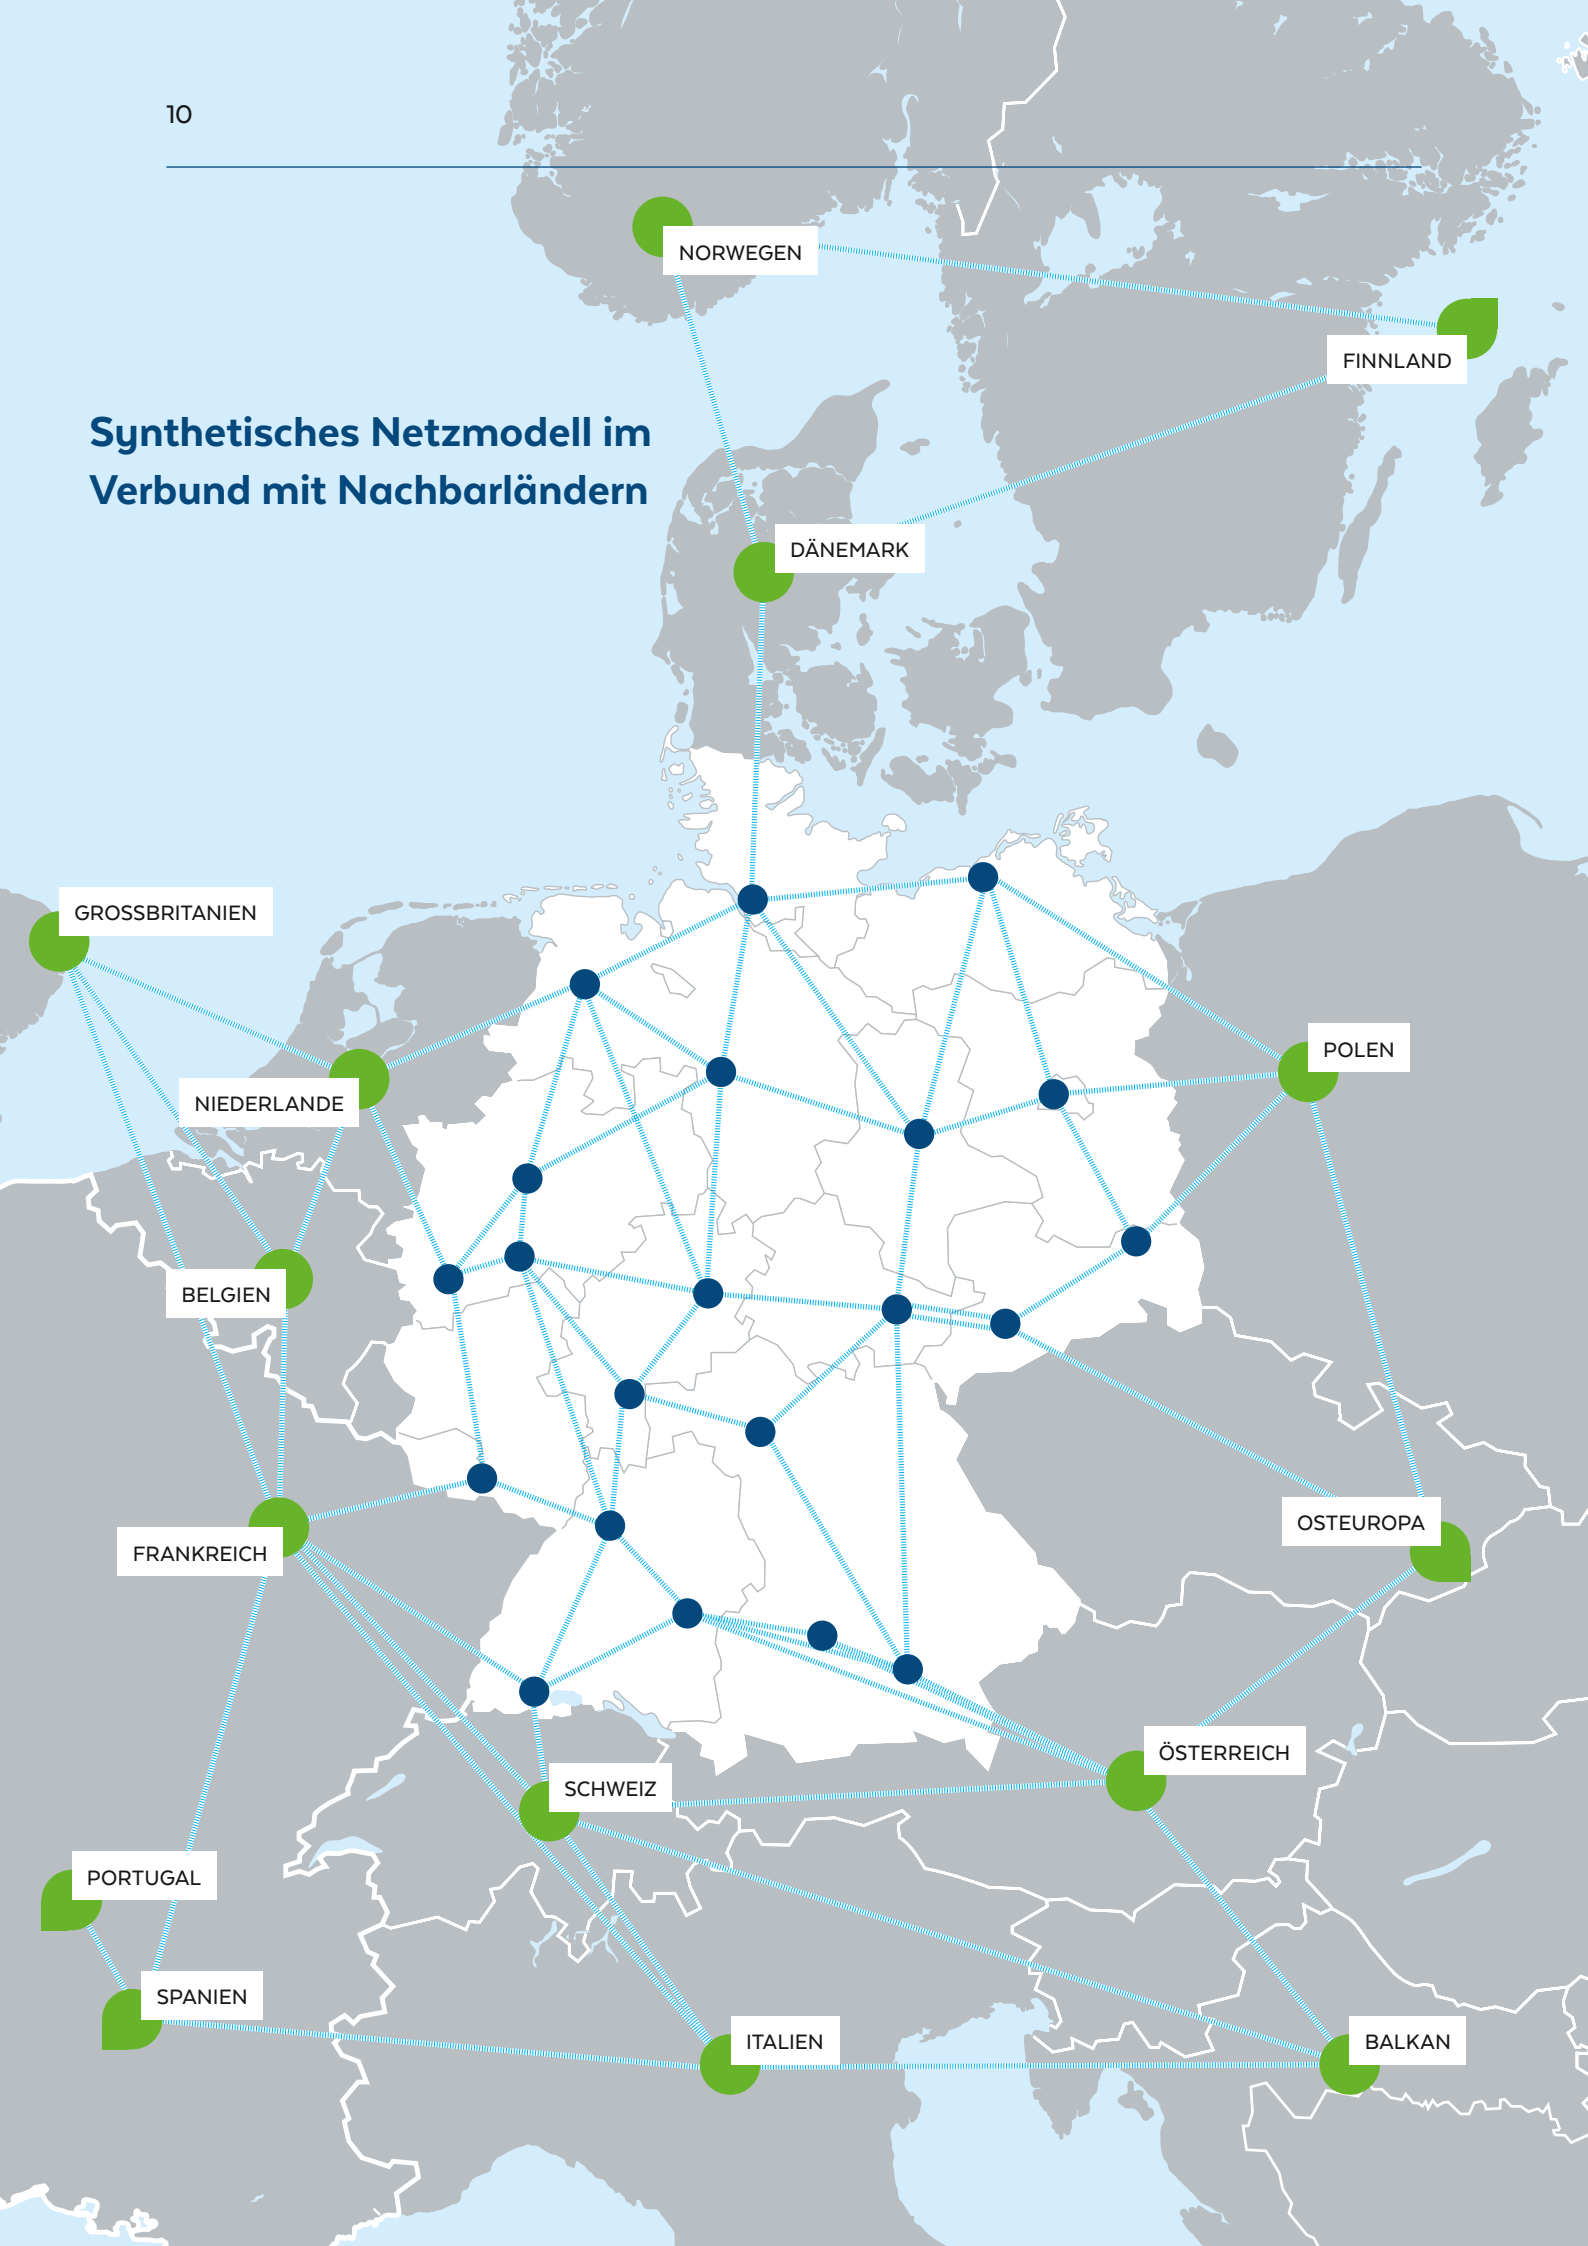 10
NORWEGEN
FINNLAND
Synthetisches Netzmodell im
Verbund mit Nachbarländern
DÄNEMARK
GROSSBRITANIEN
POLEN
NIEDERLANDE
BELGIEN
OSTEUROPA
FRANKREICH
ÖSTERREICH
SCHWEIZ
PORTUGAL
SPANIEN
ITALIEN
BALKAN